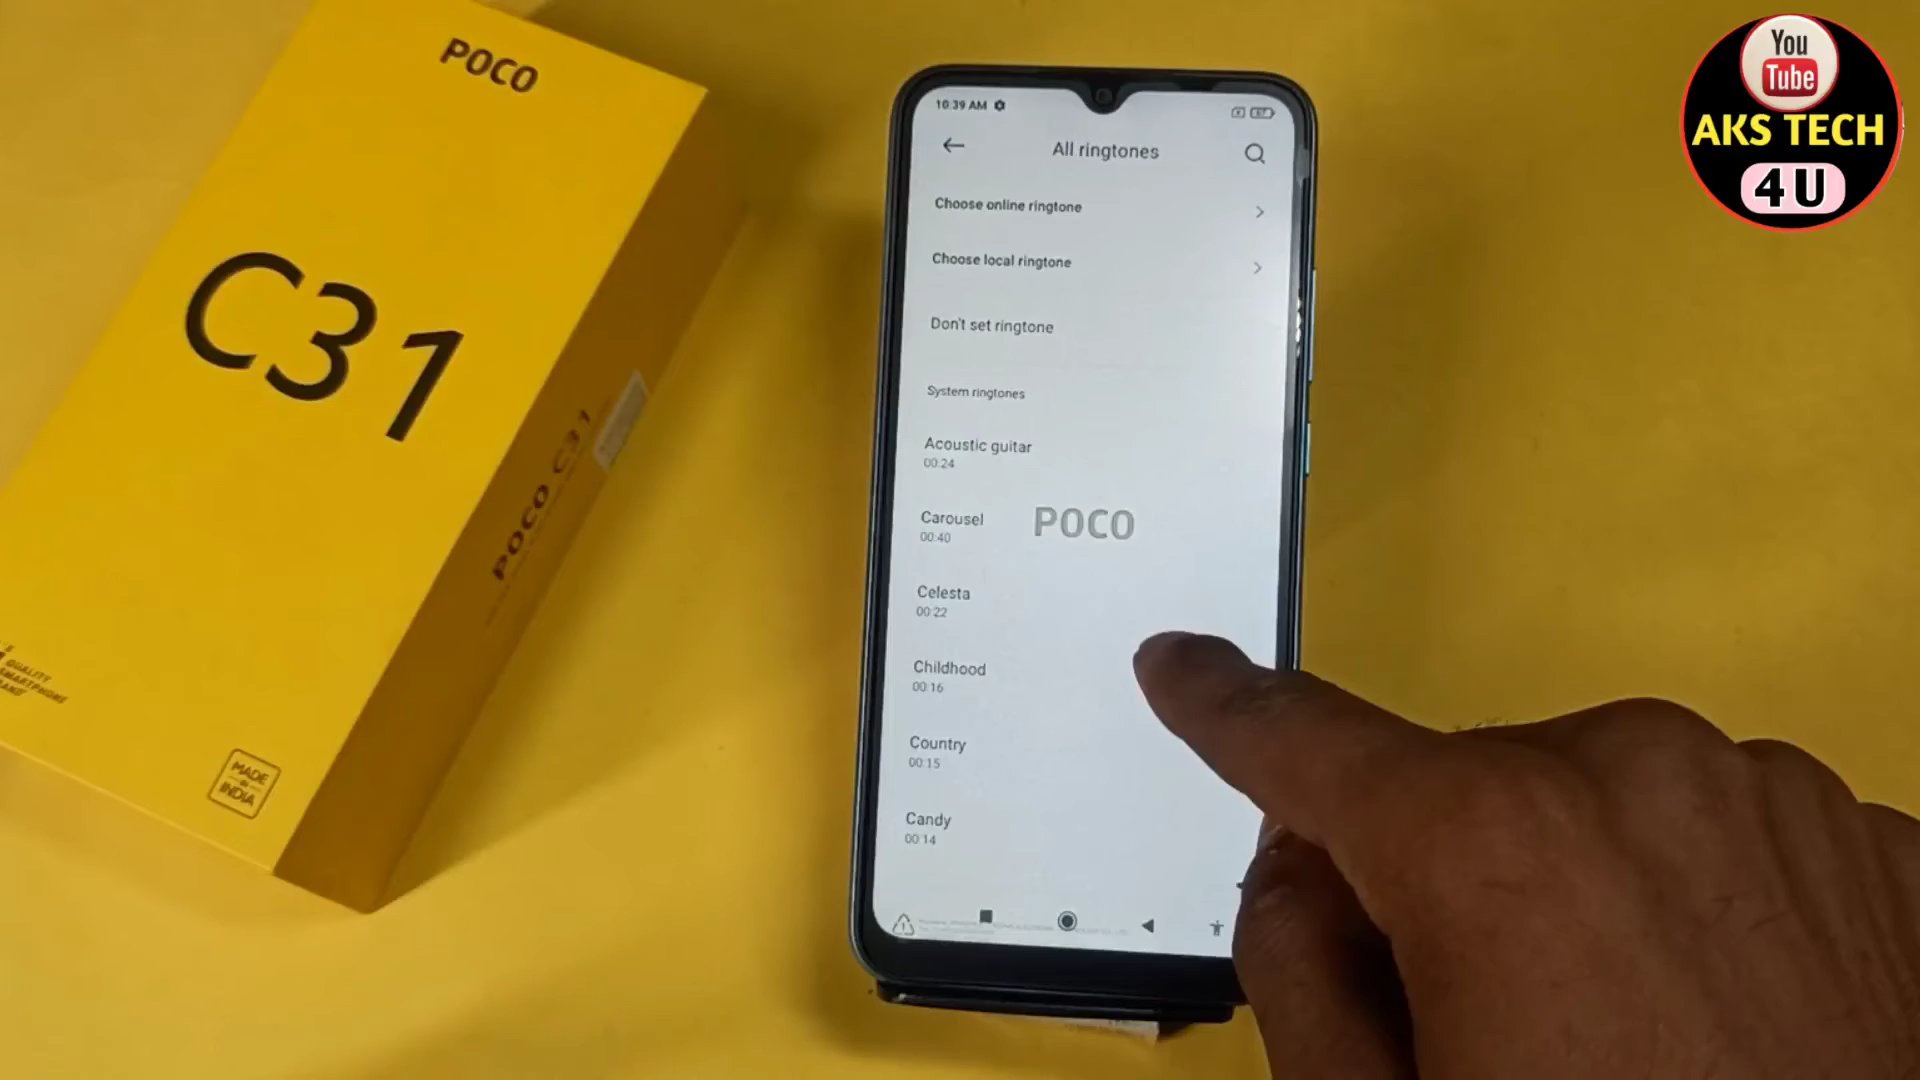 POCO
C31
POCO C31
QUALITY
SMARTPHONE
MADE
IN
INDIA
10:39 AM
All ringtones
Choose online ringtone
Choose local ringtone
Don't set ringtone
System ringtones
Acoustic guitar
00:24
Carousel
00:40
POCO
Celesta
00:22
Childhood
00:16
Country
00:15
Candy
00:14
You
Tube
AKS TECH
4U